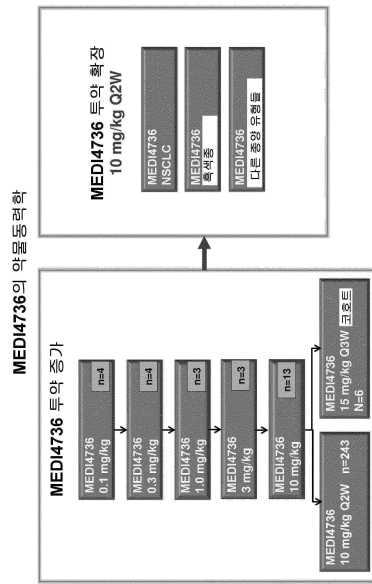 MEDI4736의 약물동력학
MEDI4736 투약 증가
MEDI4736
0.1 mg/kg
n=4
MEDI4736
0.3 mg/kg
n=4
MEDI4736
1.0 mg/kg
n=3
MEDI4736
3 mg/kg
n=3
MEDI4736
10 mg/kg
n=13
MEDI4736
10 mg/kg Q2W n=243
MEDI4736
15 mg/kg Q3W 코호트
N=6
MEDI4736 투약 확장
10 mg/kg Q2W
MEDI4736
NSCLC
MEDI4736
흑색종
MEDI4736
다른 종양 유형들